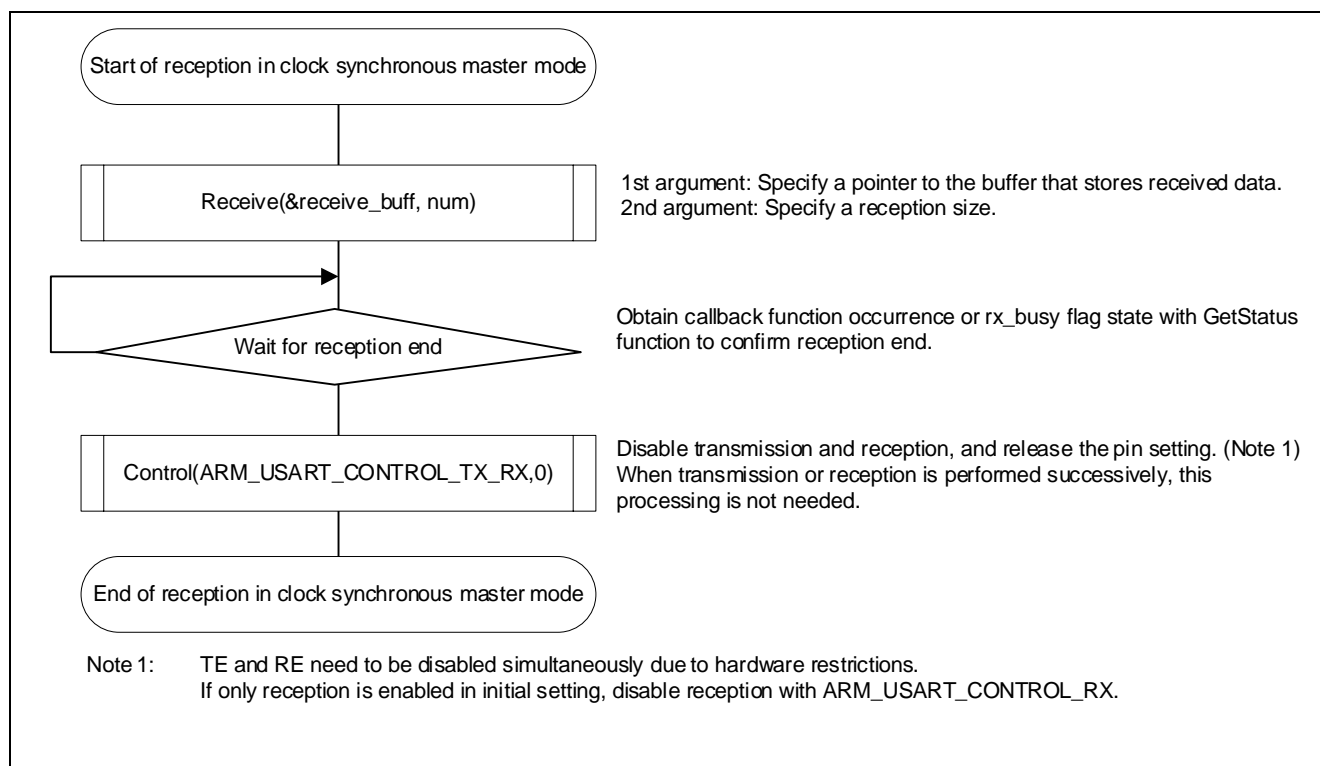 Start of reception in clock synchronous master mode
Receive(&receive_buff, num)
1st argument: Specify a pointer to the buffer that stores received data.
2nd argument: Specify a reception size.
Wait for reception end
Obtain callback function occurrence or rx_busy flag state with GetStatus
function to confirm reception end.
Control(ARM_USART_CONTROL_TX_RX,0)
Disable transmission and reception, and release the pin setting. (Note 1)
When transmission or reception is performed successively, this
processing is not needed.
End of reception in clock synchronous master mode
Note 1: TE and RE need to be disabled simultaneously due to hardware restrictions.
If only reception is enabled in initial setting, disable reception with ARM_USART_CONTROL_RX.